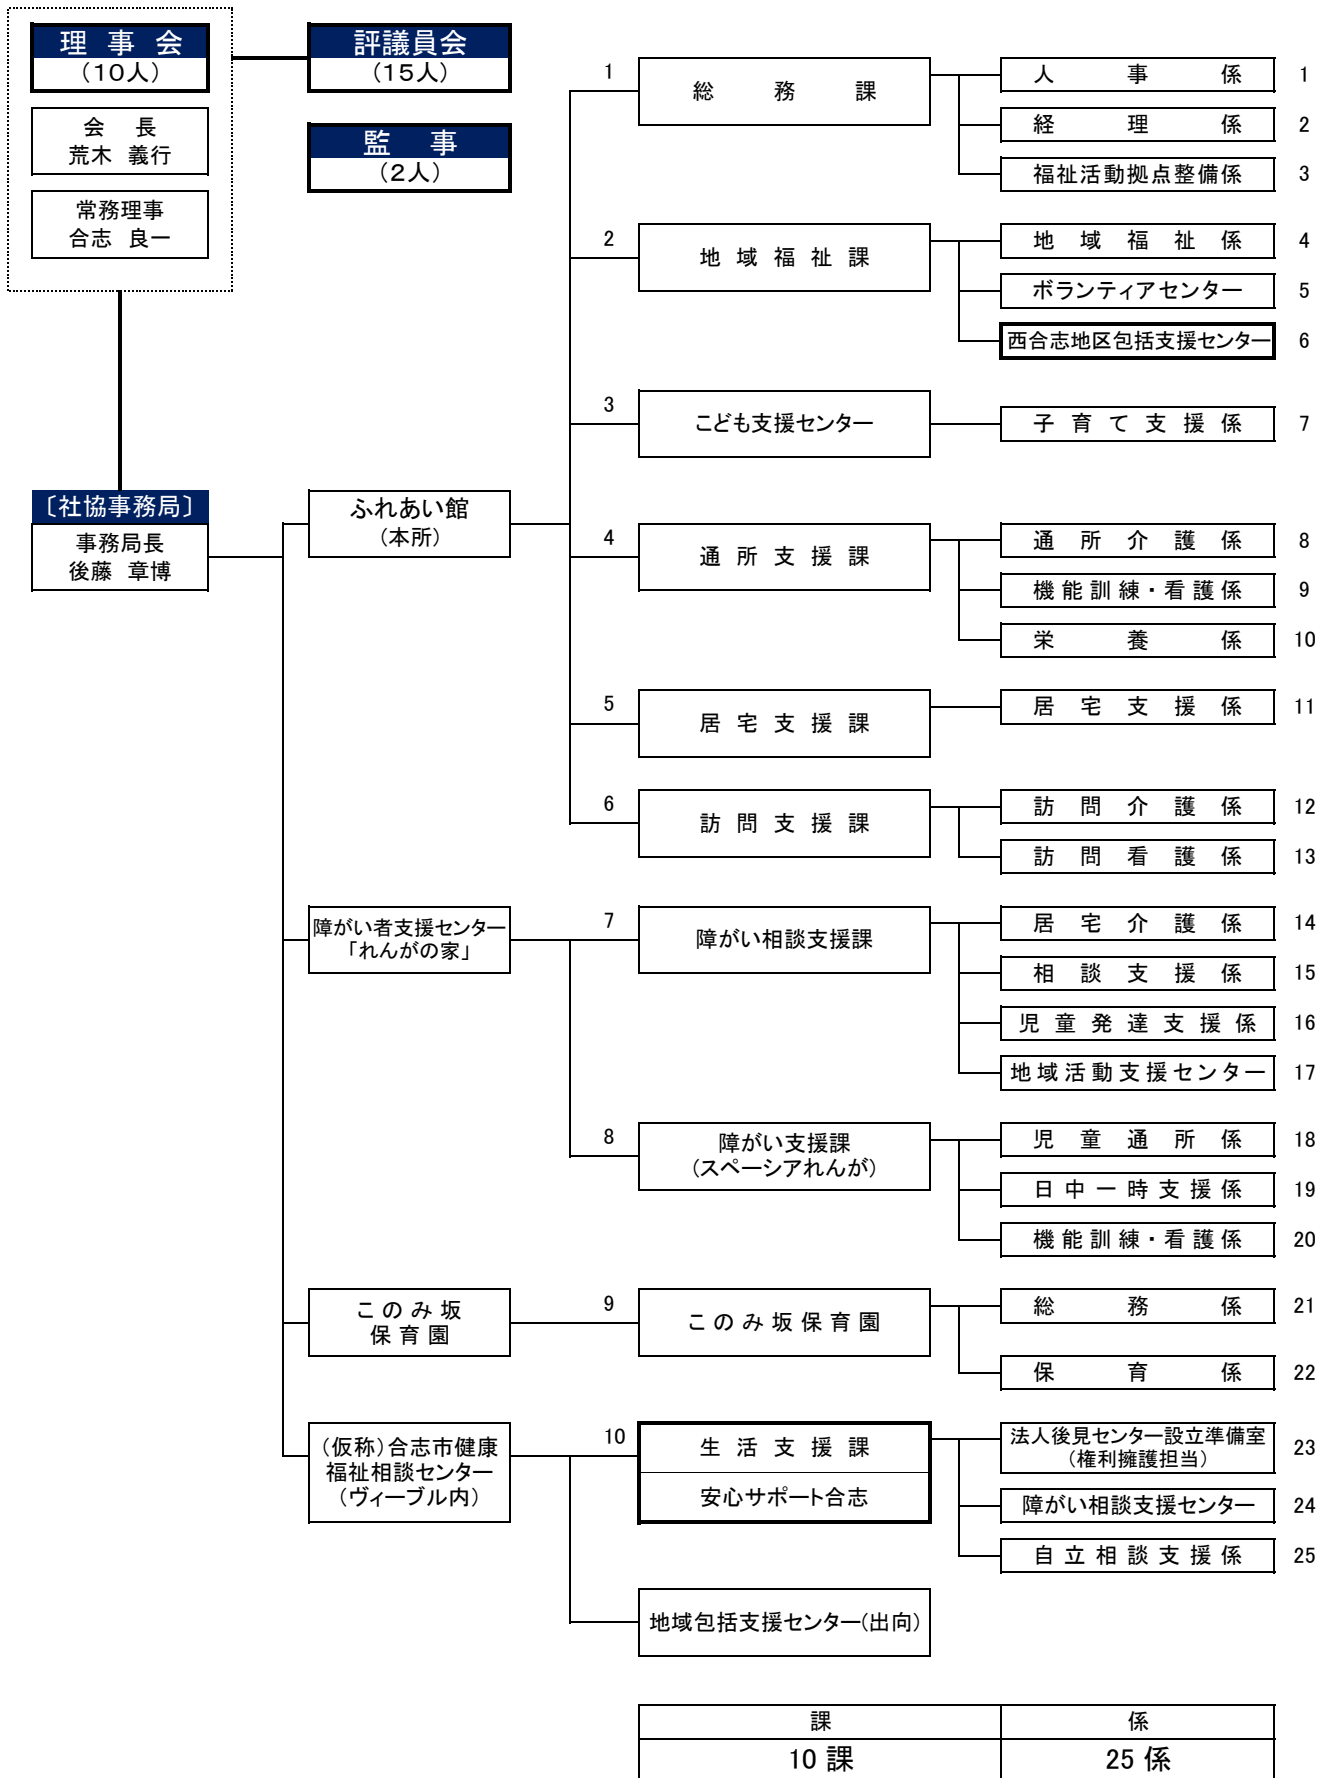 理事会
（10人）
会長
荒木 義行
常務理事
合志 良一
評議員会
（15人）
監事
（2人）
〔社協事務局〕
事務局長
後藤 章博
ふれあい館
（本所）
1
総務課
人事係
1
経理係
2
福祉活動拠点整備係
3
2
地域福祉課
地域福祉係
4
ボランティアセンター
5
西合志地区包括支援センター
6
3
こども支援センター
子育て支援係
7
4
通所支援課
通所介護係
8
機能訓練・看護係
9
栄養係
10
5
居宅支援課
居宅支援係
11
6
訪問支援課
訪問介護係
12
訪問看護係
13
障がい者支援センター
「れんがの家」
7
障がい相談支援課
居宅介護係
14
相談支援係
15
児童発達支援係
16
地域活動支援センター
17
8
障がい支援課
（スペーシアれんが）
児童通所係
18
日中一時支援係
19
機能訓練・看護係
20
このみ坂
保育園
9
このみ坂保育園
総務係
21
保育係
22
（仮称）合志市健康
福祉相談センター
（ヴィーブル内）
10
生活支援課
安心サポート合志
法人後見センター設立準備室
（権利擁護担当）
23
障がい相談支援センター
24
自立相談支援係
25
地域包括支援センター（出向）
課 係
10 課 25 係